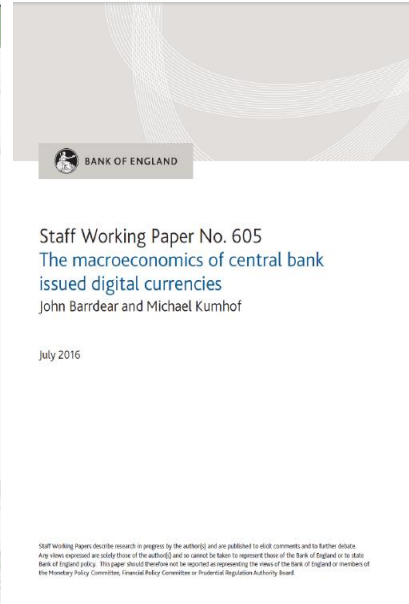 BANK OF ENGLAND
Staff Working Paper No. 605
The macroeconomics of central bank
issued digital currencies
John Barrdear and Michael Kumhof
July 2016
Staff Working Papers describe research in progress by the author(s) and are published to elicit comments and to further debate.
Any views expressed are solely those of the author(s) and so cannot be taken to represent those of the Bank of England or to state
Bank of England policy. This paper should therefore not be reported as representing the views of the Bank of England or members of
the Monetary Policy Committee, Financial Policy Committee or Prudential Regulation Authority Board.